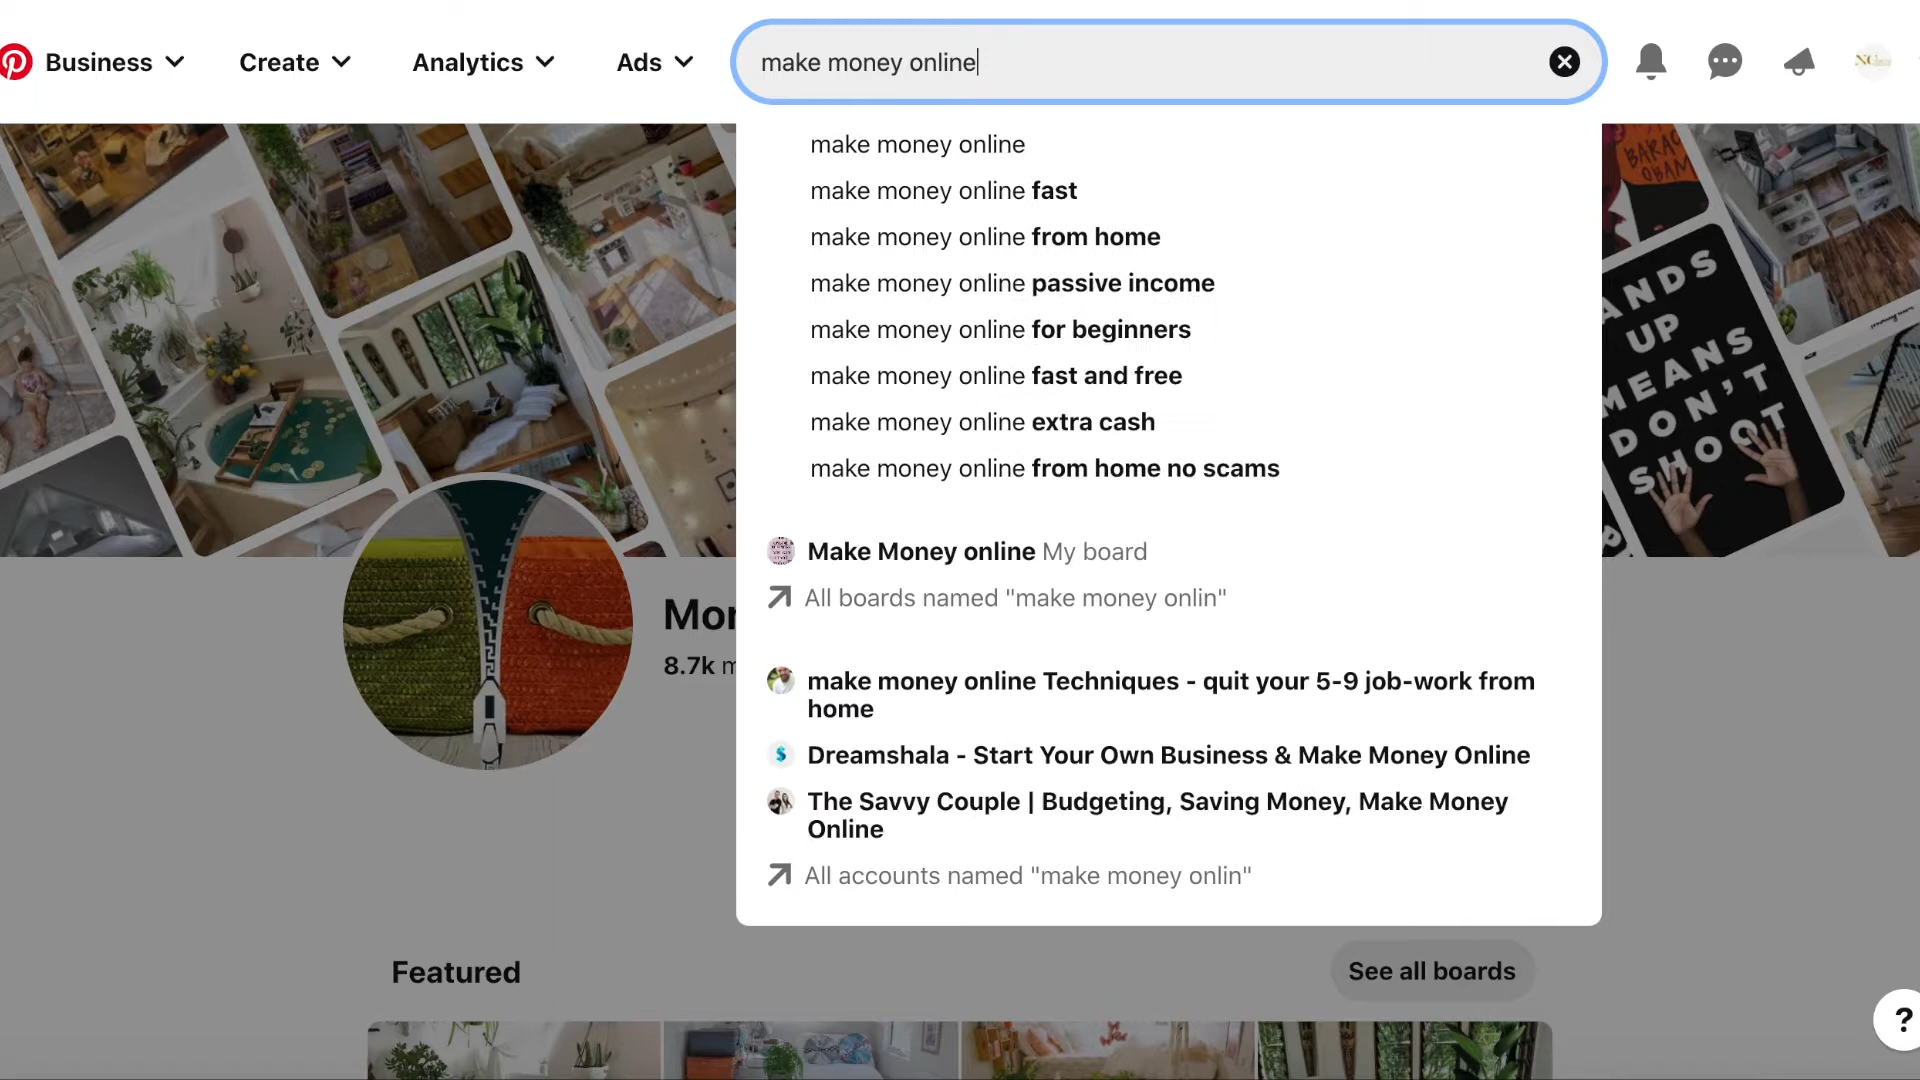 Business
Create
Analytics
Ads
make money online
make money online
make money online fast
make money online from home
make money online passive income
make money online for beginners
make money online fast and free
make money online extra cash
make money online from home no scams
Make Money online My board
All boards named "make money onlin"
make money online Techniques - quit your 5-9 job-work from
home
Dreamshala - Start Your Own Business & Make Money Online
The Savvy Couple | Budgeting, Saving Money, Make Money
Online
All accounts named "make money onlin"
BARAC
OBAM
ANDS
UP
MEANS
DON'T
SHOOT
Mon
8.7k m
Featured
See all boards
?